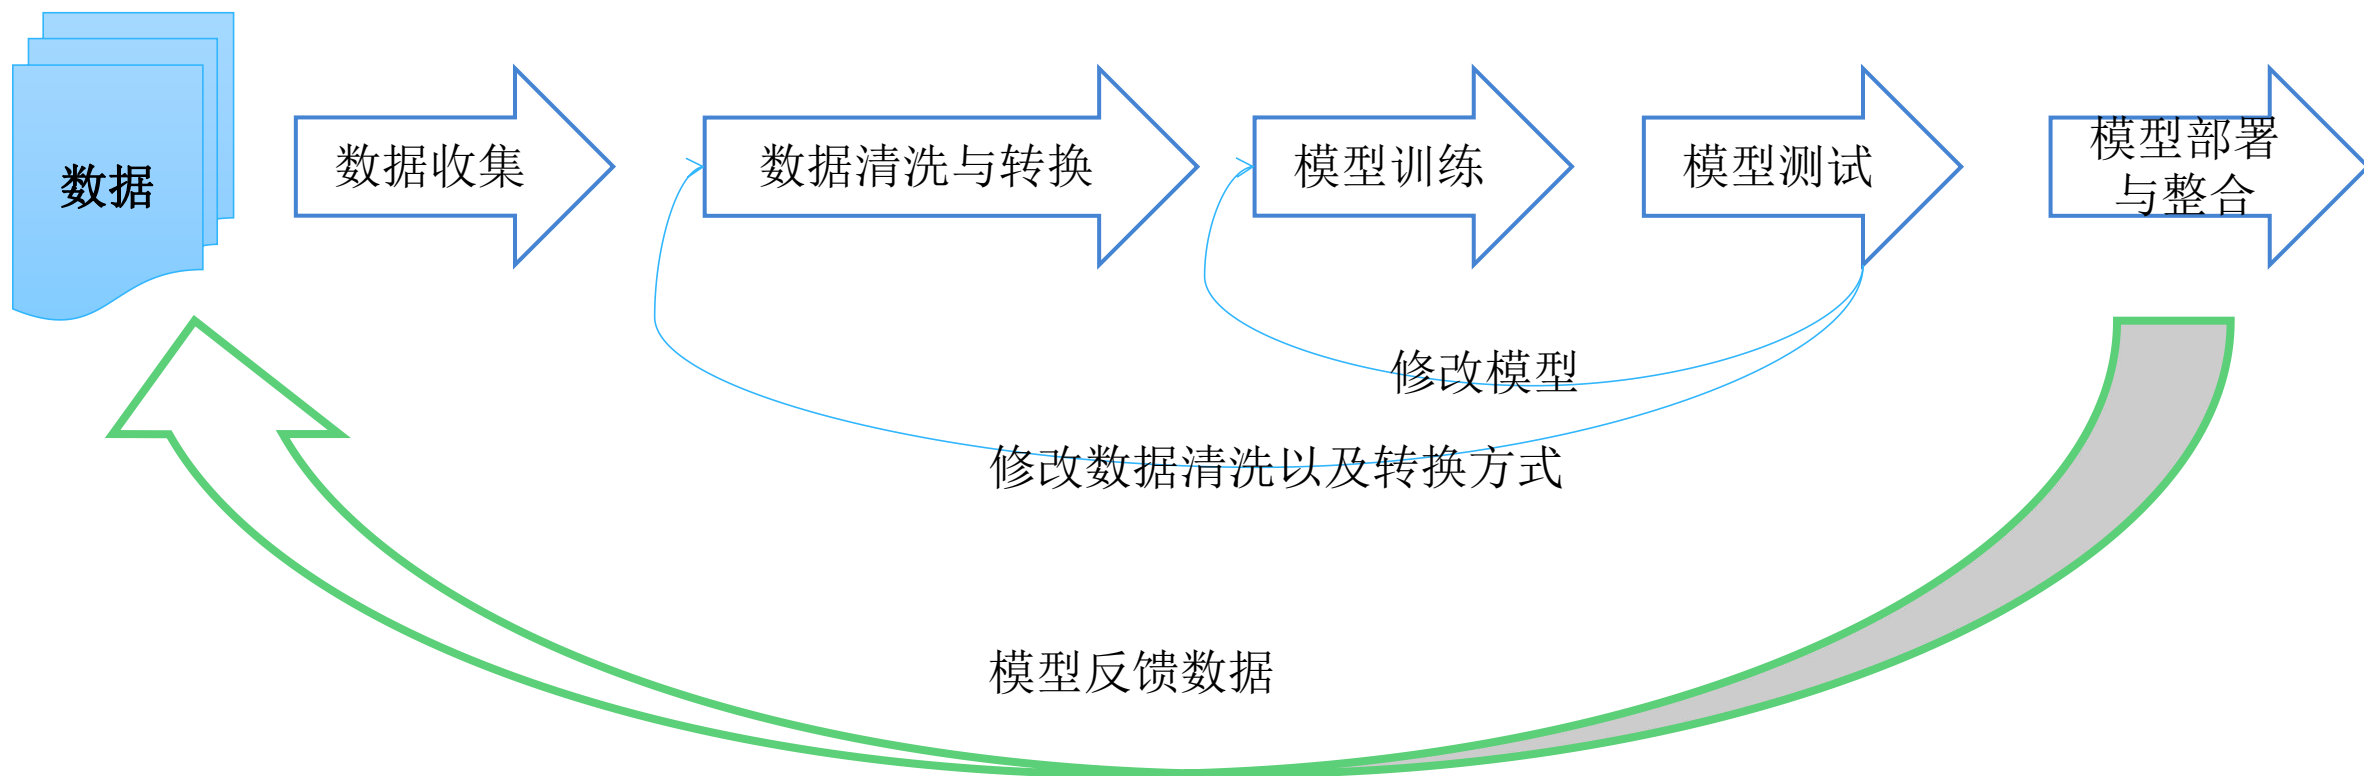 数据
数据收集
数据清洗与转换
模型训练
模型测试
模型部署
与整合
修改模型
修改数据清洗以及转换方式
模型反馈数据